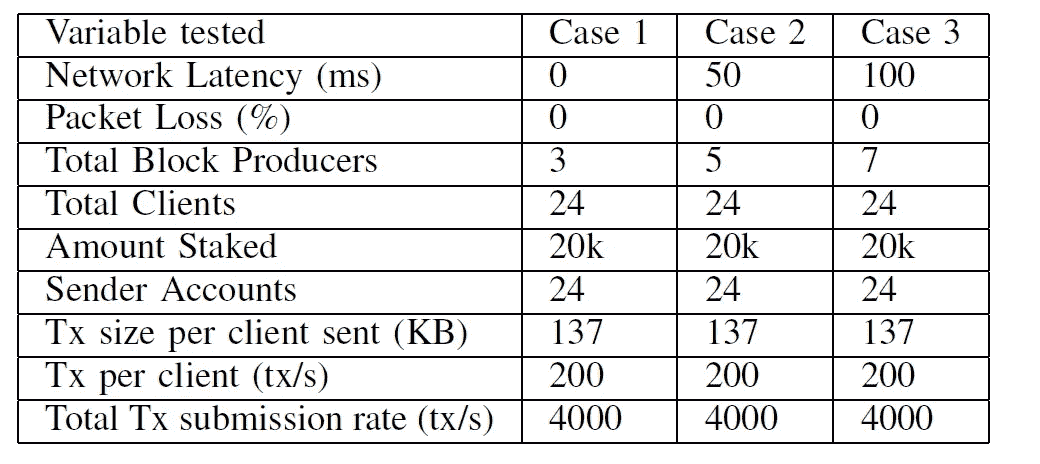 Variable tested Case 1 Case 2 Case 3
Network Latency (ms) 0 50 100
Packet Loss (%) 0 0 0
Total Block Producers 3 5 7
Total Clients 24 24 24
Amount Staked 20k 20k 20k
Sender Accounts 24 24 24
Tx size per client sent (KB) 137 137 137
Tx per client (tx/s) 200 200 200
Total Tx submission rate (tx/s) 4000 4000 4000